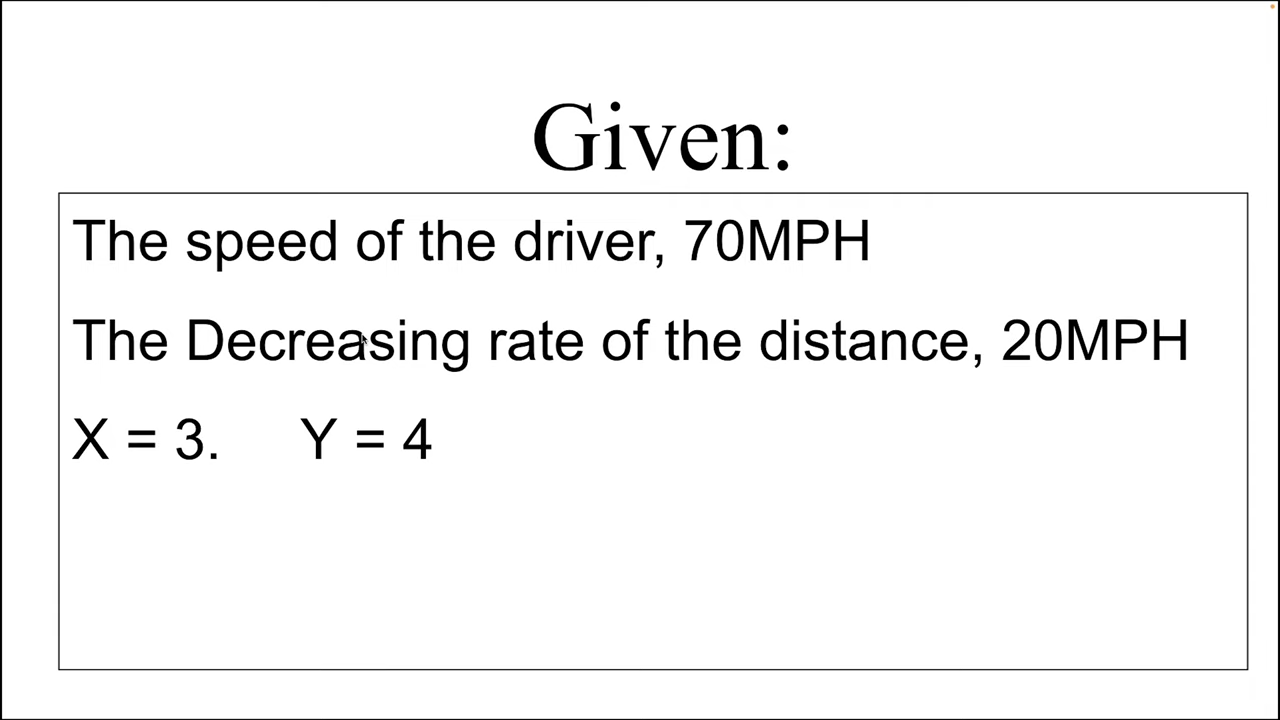 Given:
The speed of the driver, 70MPH
The Decreasing rate of the distance, 20MPH
X = 3. Y = 4